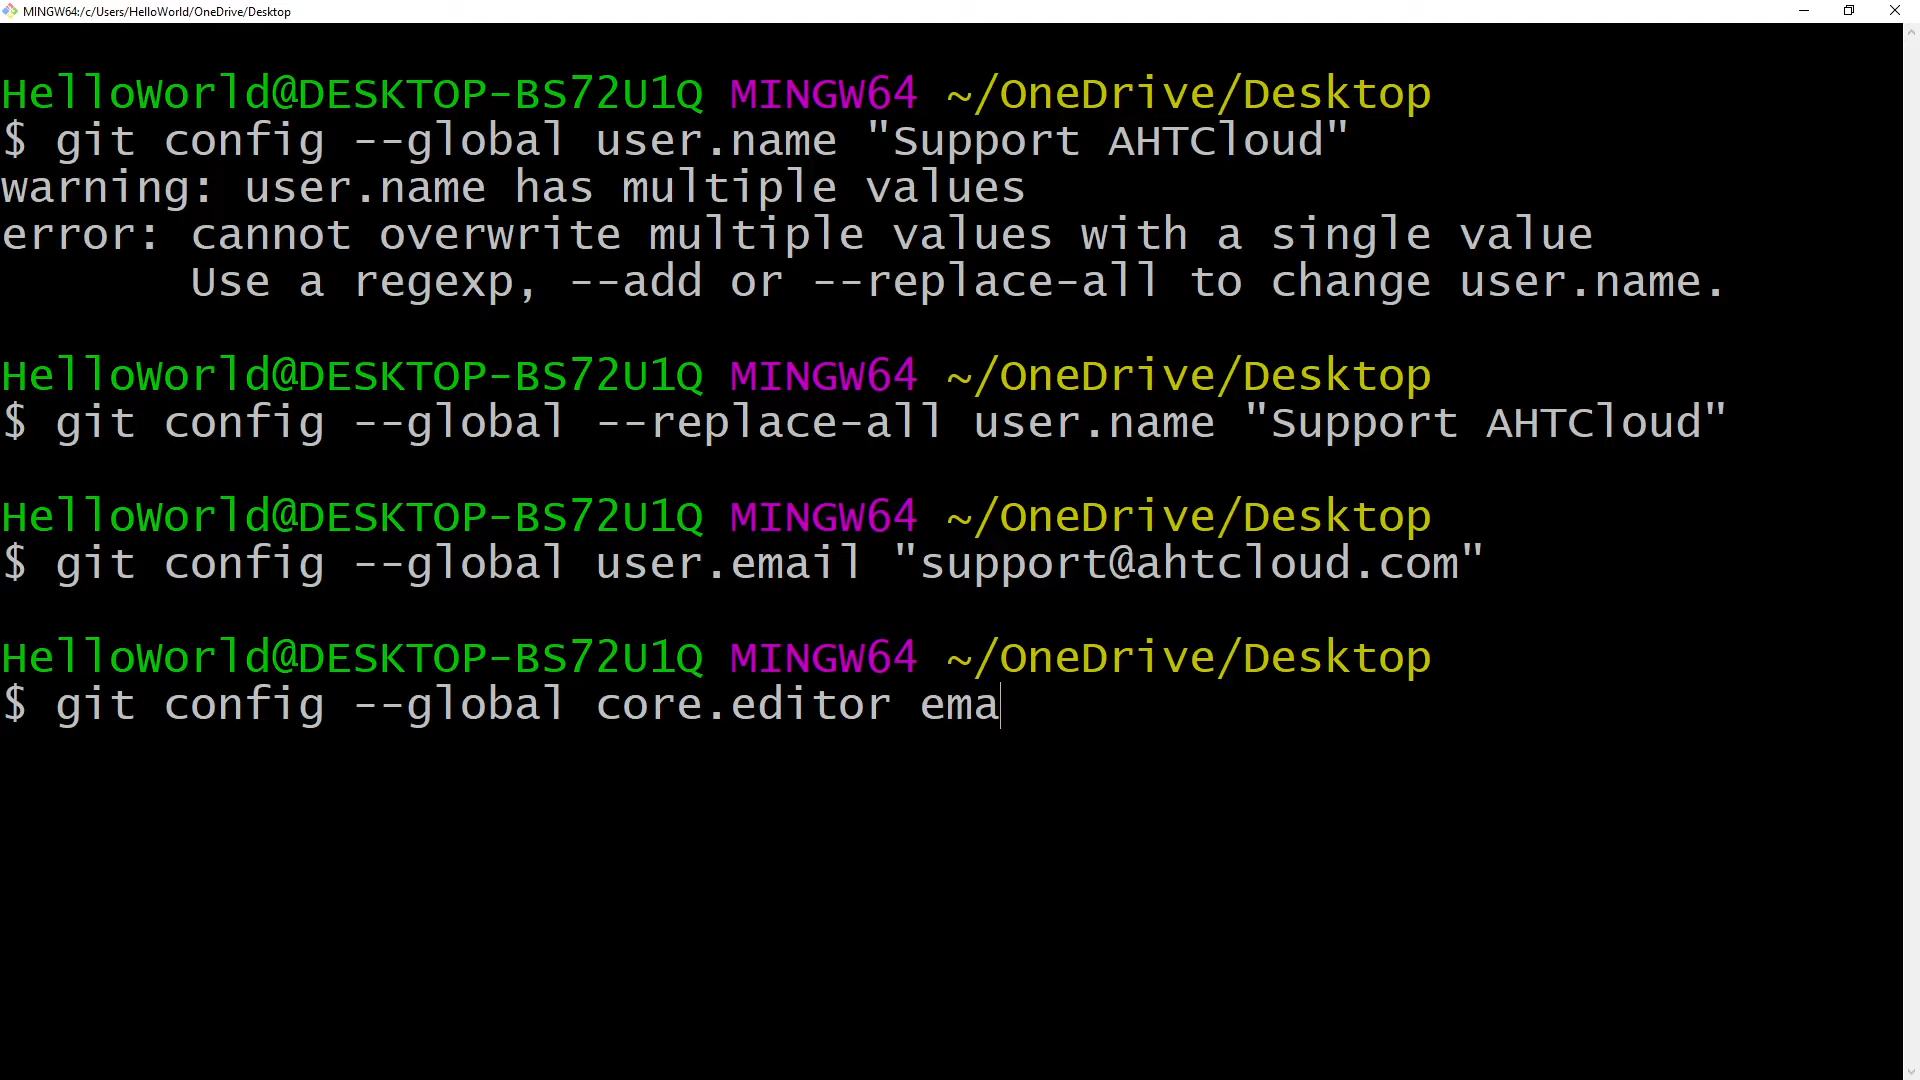 MINGW64:/c/Users/HelloWorld/OneDrive/Desktop
HelloWorld@DESKTOP-BS72U1Q MINGW64 ~/OneDrive/Desktop
$ git config --global user.name "Support AHTCloud"
warning: user.name has multiple values
error: cannot overwrite multiple values with a single value
       Use a regexp, --add or --replace-all to change user.name.
HelloWorld@DESKTOP-BS72U1Q MINGW64 ~/OneDrive/Desktop
$ git config --global --replace-all user.name "Support AHTCloud"
HelloWorld@DESKTOP-BS72U1Q MINGW64 ~/OneDrive/Desktop
$ git config --global user.email "support@ahtcloud.com"
HelloWorld@DESKTOP-BS72U1Q MINGW64 ~/OneDrive/Desktop
$ git config --global core.editor ema